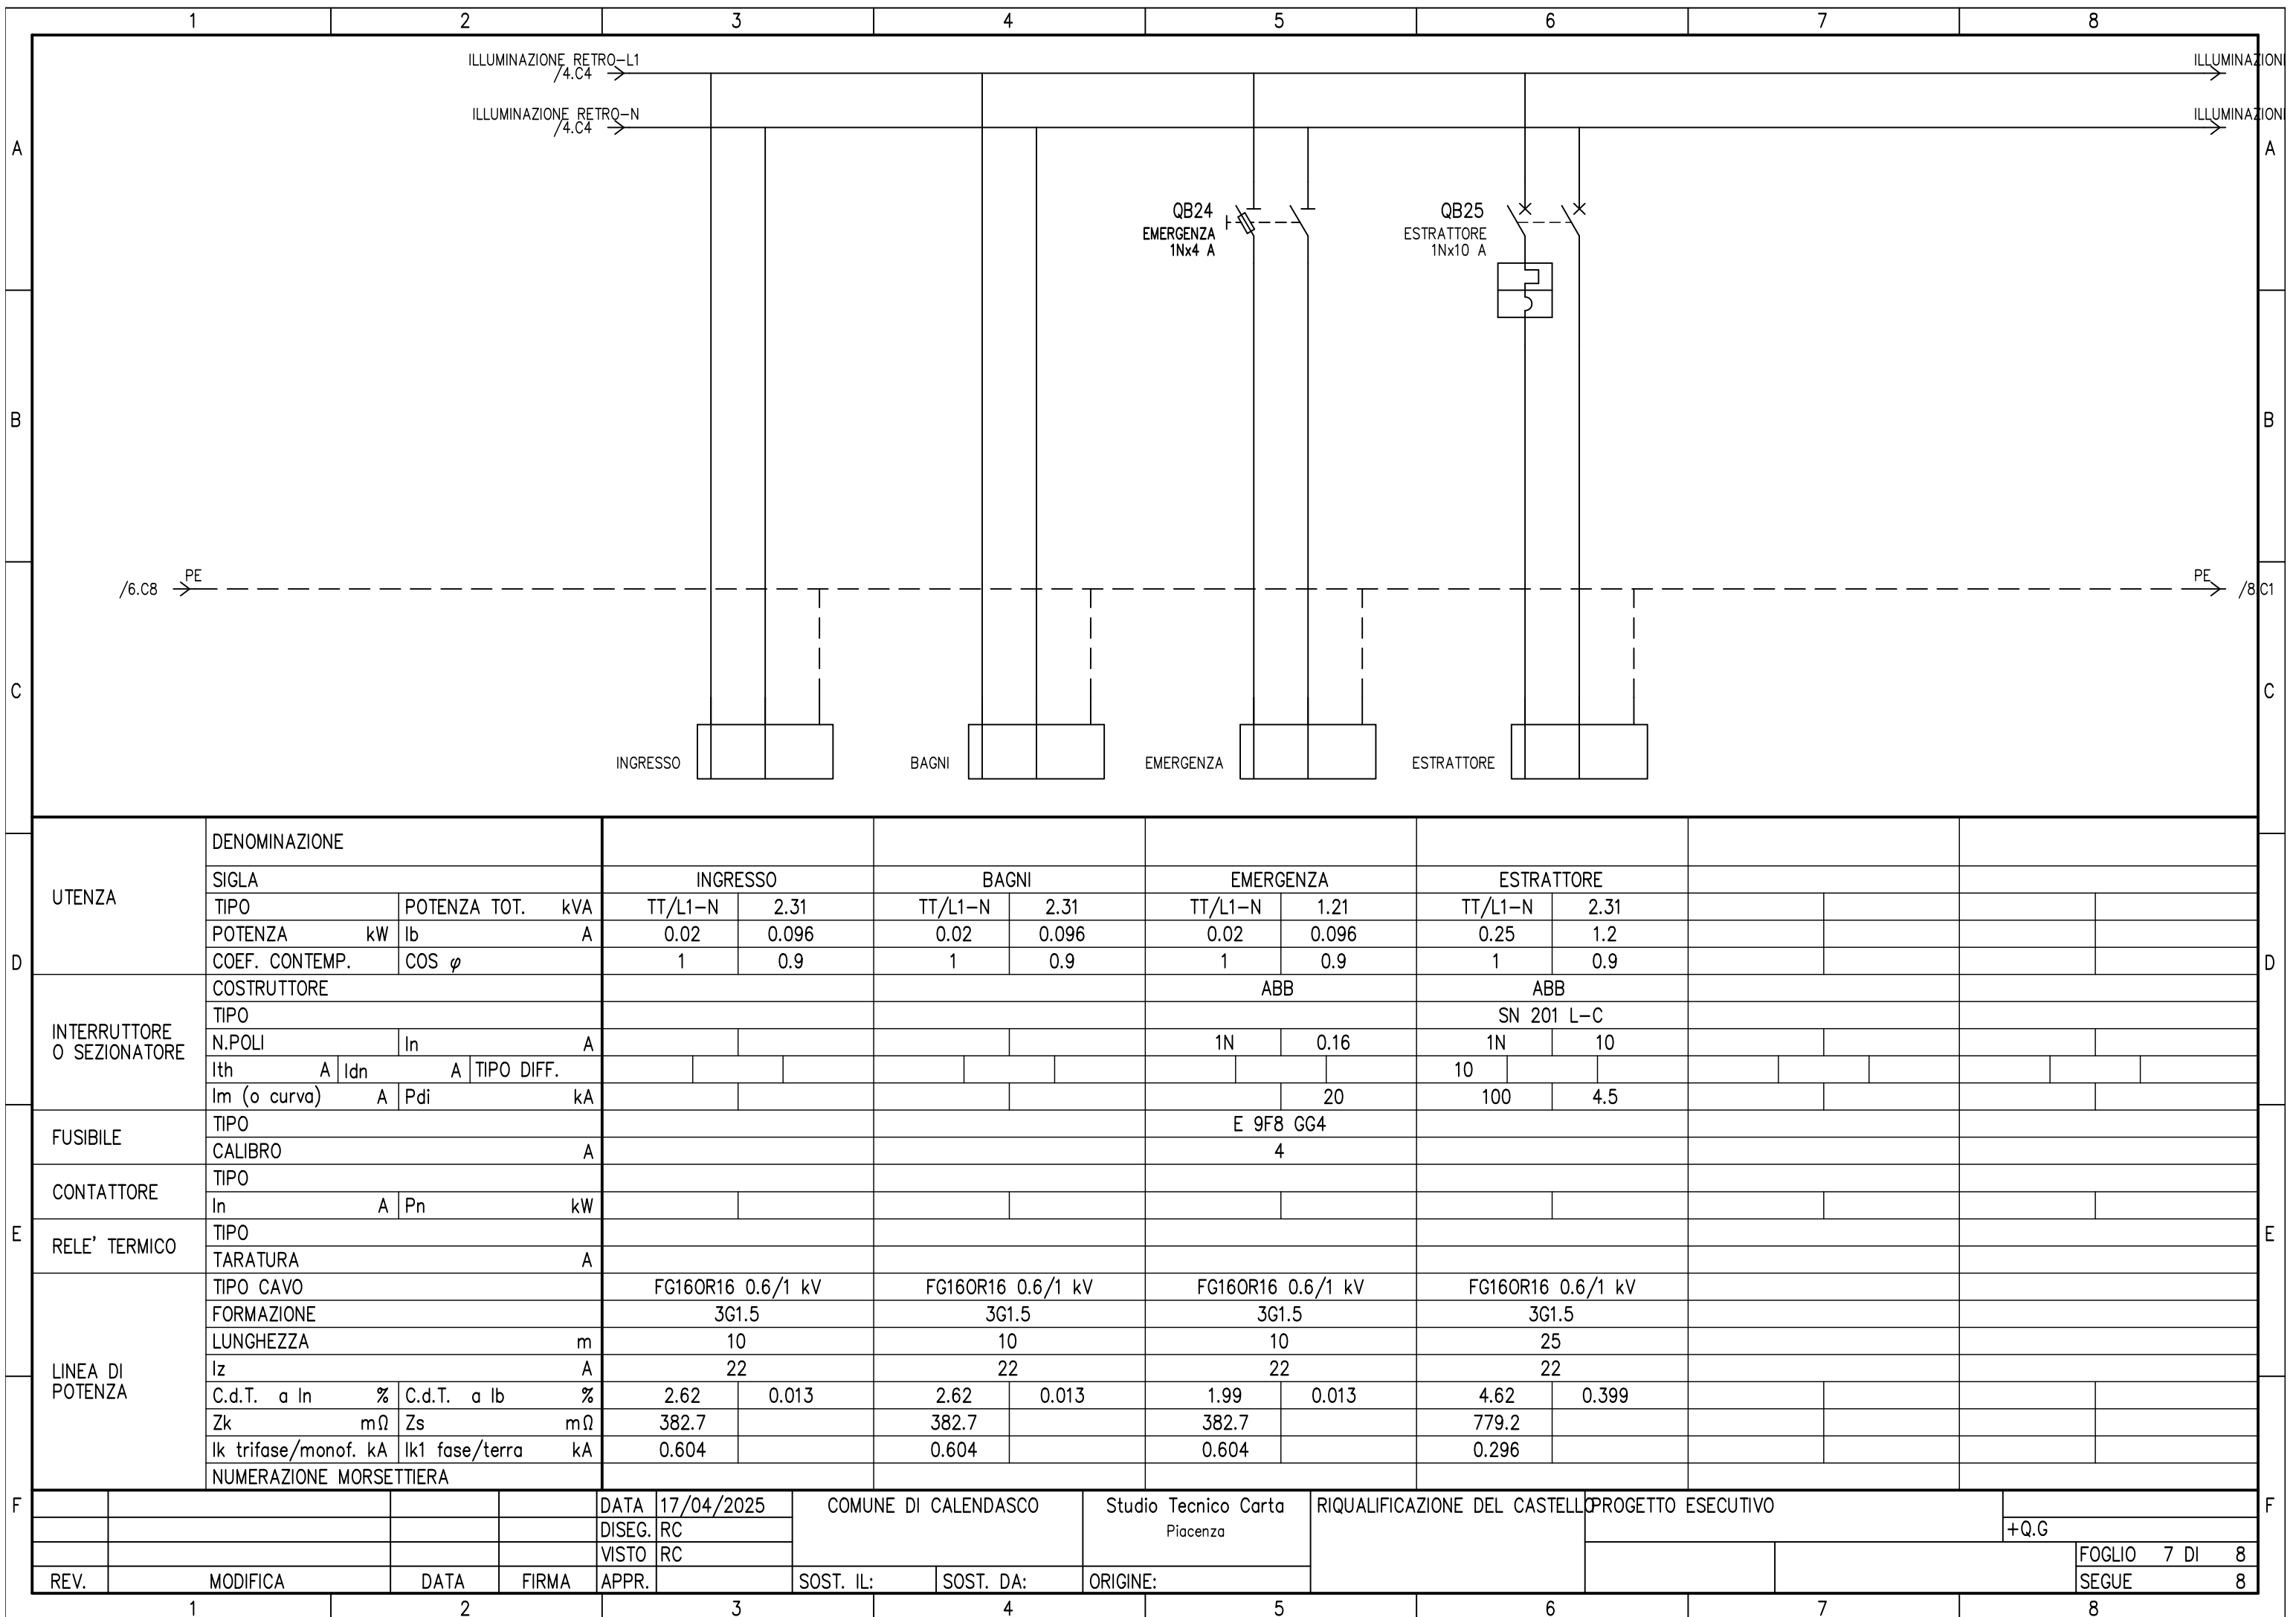 1 2 3 4 5 6 7 8
ILLUMINAZIONE RETRO-L1
/4.C4
ILLUMINAZIONI
ILLUMINAZIONE RETRO-N
/4.C4
ILLUMINAZIONI
A A
QB24
EMERGENZA
1Nx4 A
QB25
ESTRATTORE
1Nx10 A
B B
/6.C8 PE PE /8.C1
C C
INGRESSO BAGNI EMERGENZA ESTRATTORE
UTENZA
DENOMINAZIONE
SIGLA INGRESSO BAGNI EMERGENZA ESTRATTORE
TIPO POTENZA TOT. kVA TT/L1-N 2.31 TT/L1-N 2.31 TT/L1-N 1.21 TT/L1-N 2.31
POTENZA kW Ib A 0.02 0.096 0.02 0.096 0.02 0.096 0.25 1.2
D COEF. CONTEMP. COS φ 1 0.9 1 0.9 1 0.9 1 0.9 D
INTERRUTTORE O SEZIONATORE
COSTRUTTORE ABB ABB
TIPO SN 201 L-C
N.POLI In A 1N 0.16 1N 10
Ith A Idn A TIPO DIFF. 10
Im (o curva) A Pdi kA 20 100 4.5
FUSIBILE
TIPO E 9F8 GG4
CALIBRO A 4
CONTATTORE
TIPO
In A Pn kW
E RELE' TERMICO E
TIPO
TARATURA A
LINEA DI POTENZA
TIPO CAVO FG16OR16 0.6/1 kV FG16OR16 0.6/1 kV FG16OR16 0.6/1 kV FG16OR16 0.6/1 kV
FORMAZIONE 3G1.5 3G1.5 3G1.5 3G1.5
LUNGHEZZA m 10 10 10 25
Iz A 22 22 22 22
C.d.T. a In % C.d.T. a Ib % 2.62 0.013 2.62 0.013 1.99 0.013 4.62 0.399
Zk mΩ Zs mΩ 382.7 382.7 382.7 779.2
Ik trifase/monof. kA Ik1 fase/terra kA 0.604 0.604 0.604 0.296
NUMERAZIONE MORSETTIERA
F DATA 17/04/2025 COMUNE DI CALENDASCO Studio Tecnico Carta RIQUALIFICAZIONE DEL CASTELLO PROGETTO ESECUTIVO F
DISEG. RC Piacenza +Q.G
VISTO RC FOGLIO 7 DI 8
REV. MODIFICA DATA FIRMA APPR. SOST. IL: SOST. DA: ORIGINE: SEGUE 8
1 2 3 4 5 6 7 8